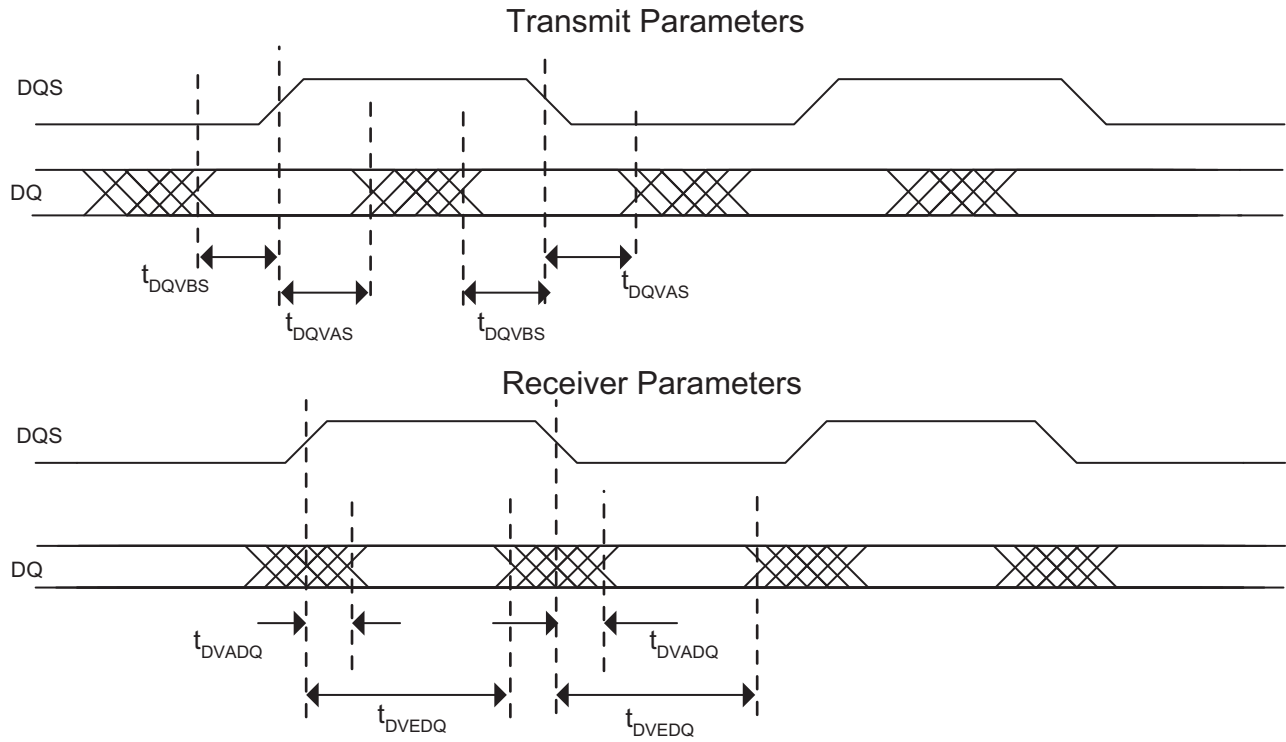 Transmit Parameters
DQS
DQ
tDQVBS
tDQVAS
tDQVAS
tDQVBS
Receiver Parameters
DQS
DQ
tDVADQ
tDVADQ
tDVEDQ
tDVEDQ